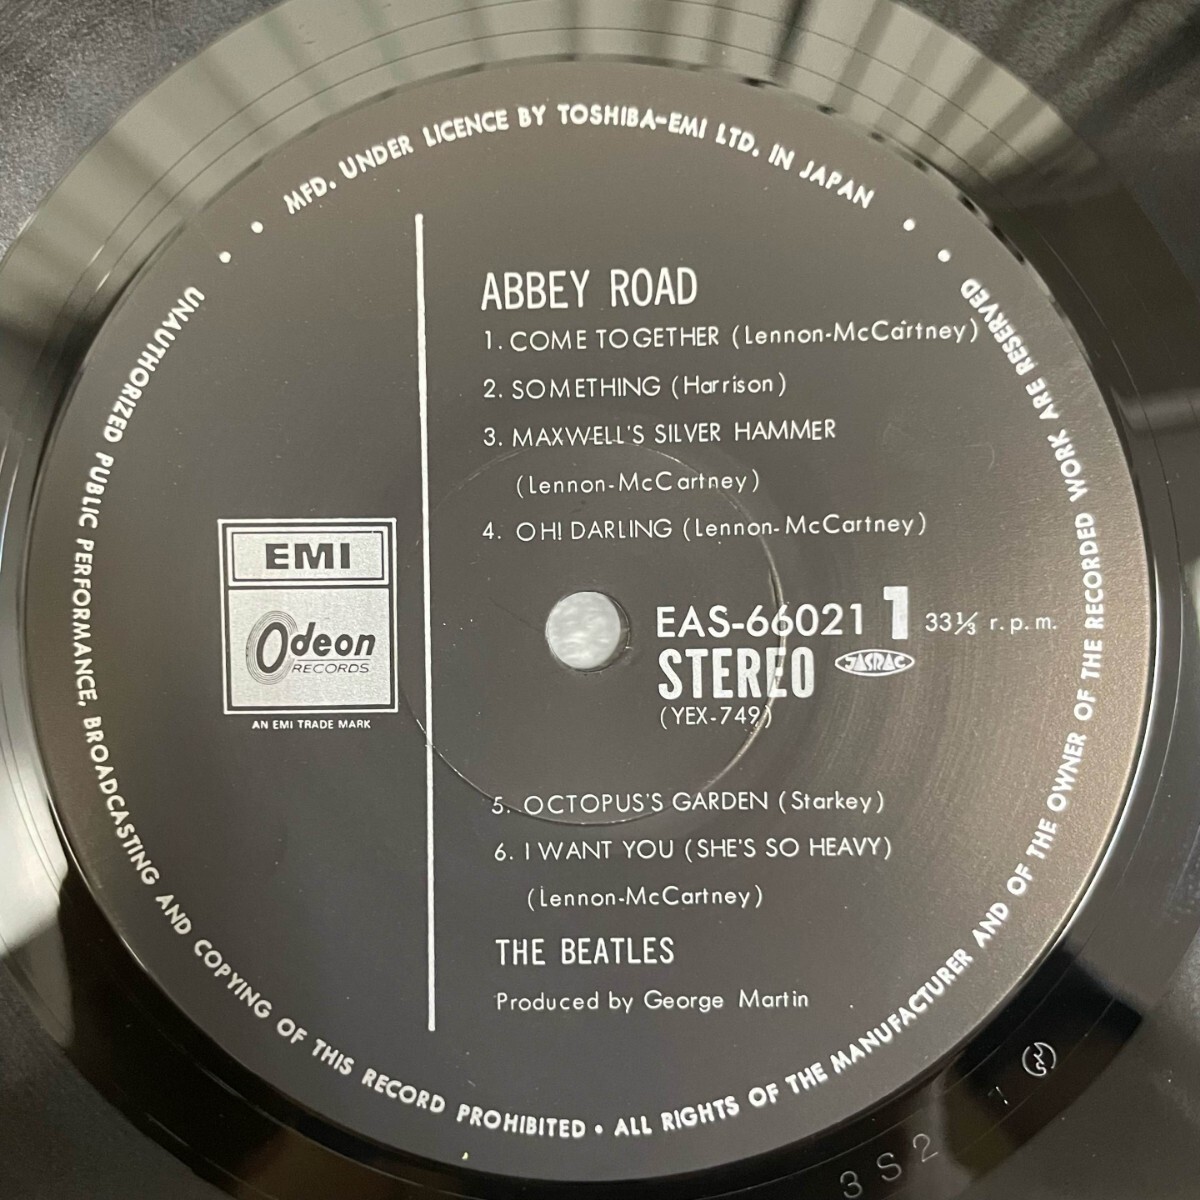 MFD. UNDER LICENCE BY TOSHIBA-EMI LTD. IN JAPAN
ABBEY ROAD
1. COME TOGETHER (Lennon-McCartney)
2. SOMETHING (Harrison)
3. MAXWELL'S SILVER HAMMER
(Lennon-McCartney)
4. OH! DARLING (Lennon-McCartney)
EMI
Odeon
RECORDS
AN EMI TRADE MARK
EAS-66021 1 33⅓ r.p.m.
STEREO JASRAC
(YEX-749)
5. OCTOPUS'S GARDEN (Starkey)
6. I WANT YOU (SHE'S SO HEAVY)
(Lennon-McCartney)
THE BEATLES
Produced by George Martin
UNAUTHORIZED PUBLIC PERFORMANCE, BROADCASTING AND COPYING OF THIS RECORD PROHIBITED • ALL RIGHTS OF THE MANUFACTURER AND OF THE OWNER OF THE RECORDED WORK ARE RESERVED
3 S 2